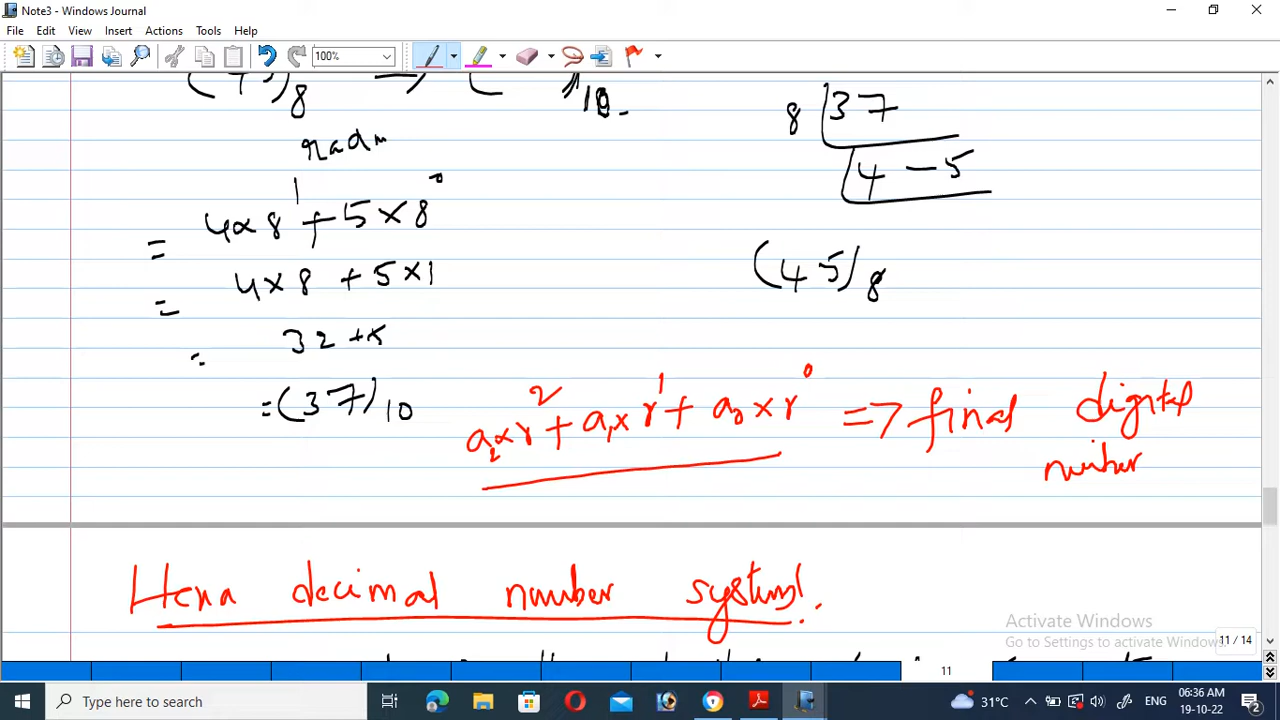 Note3 - Windows Journal
File Edit View Insert Actions Tools Help
100%
8
10.
= 4×8¹ + 5×8⁰
= 4×8 + 5×1
= 32 + 5
= (37)10
8 37
4 – 5
(45)8
a2×r² + a1×r¹ + a0×r⁰ => final digital
number
Hexa decimal number system:
Activate Windows
Go to Settings to activate Windows.
11 / 14
11
Type here to search
31°C
ENG
06:36 AM
19-10-22
2